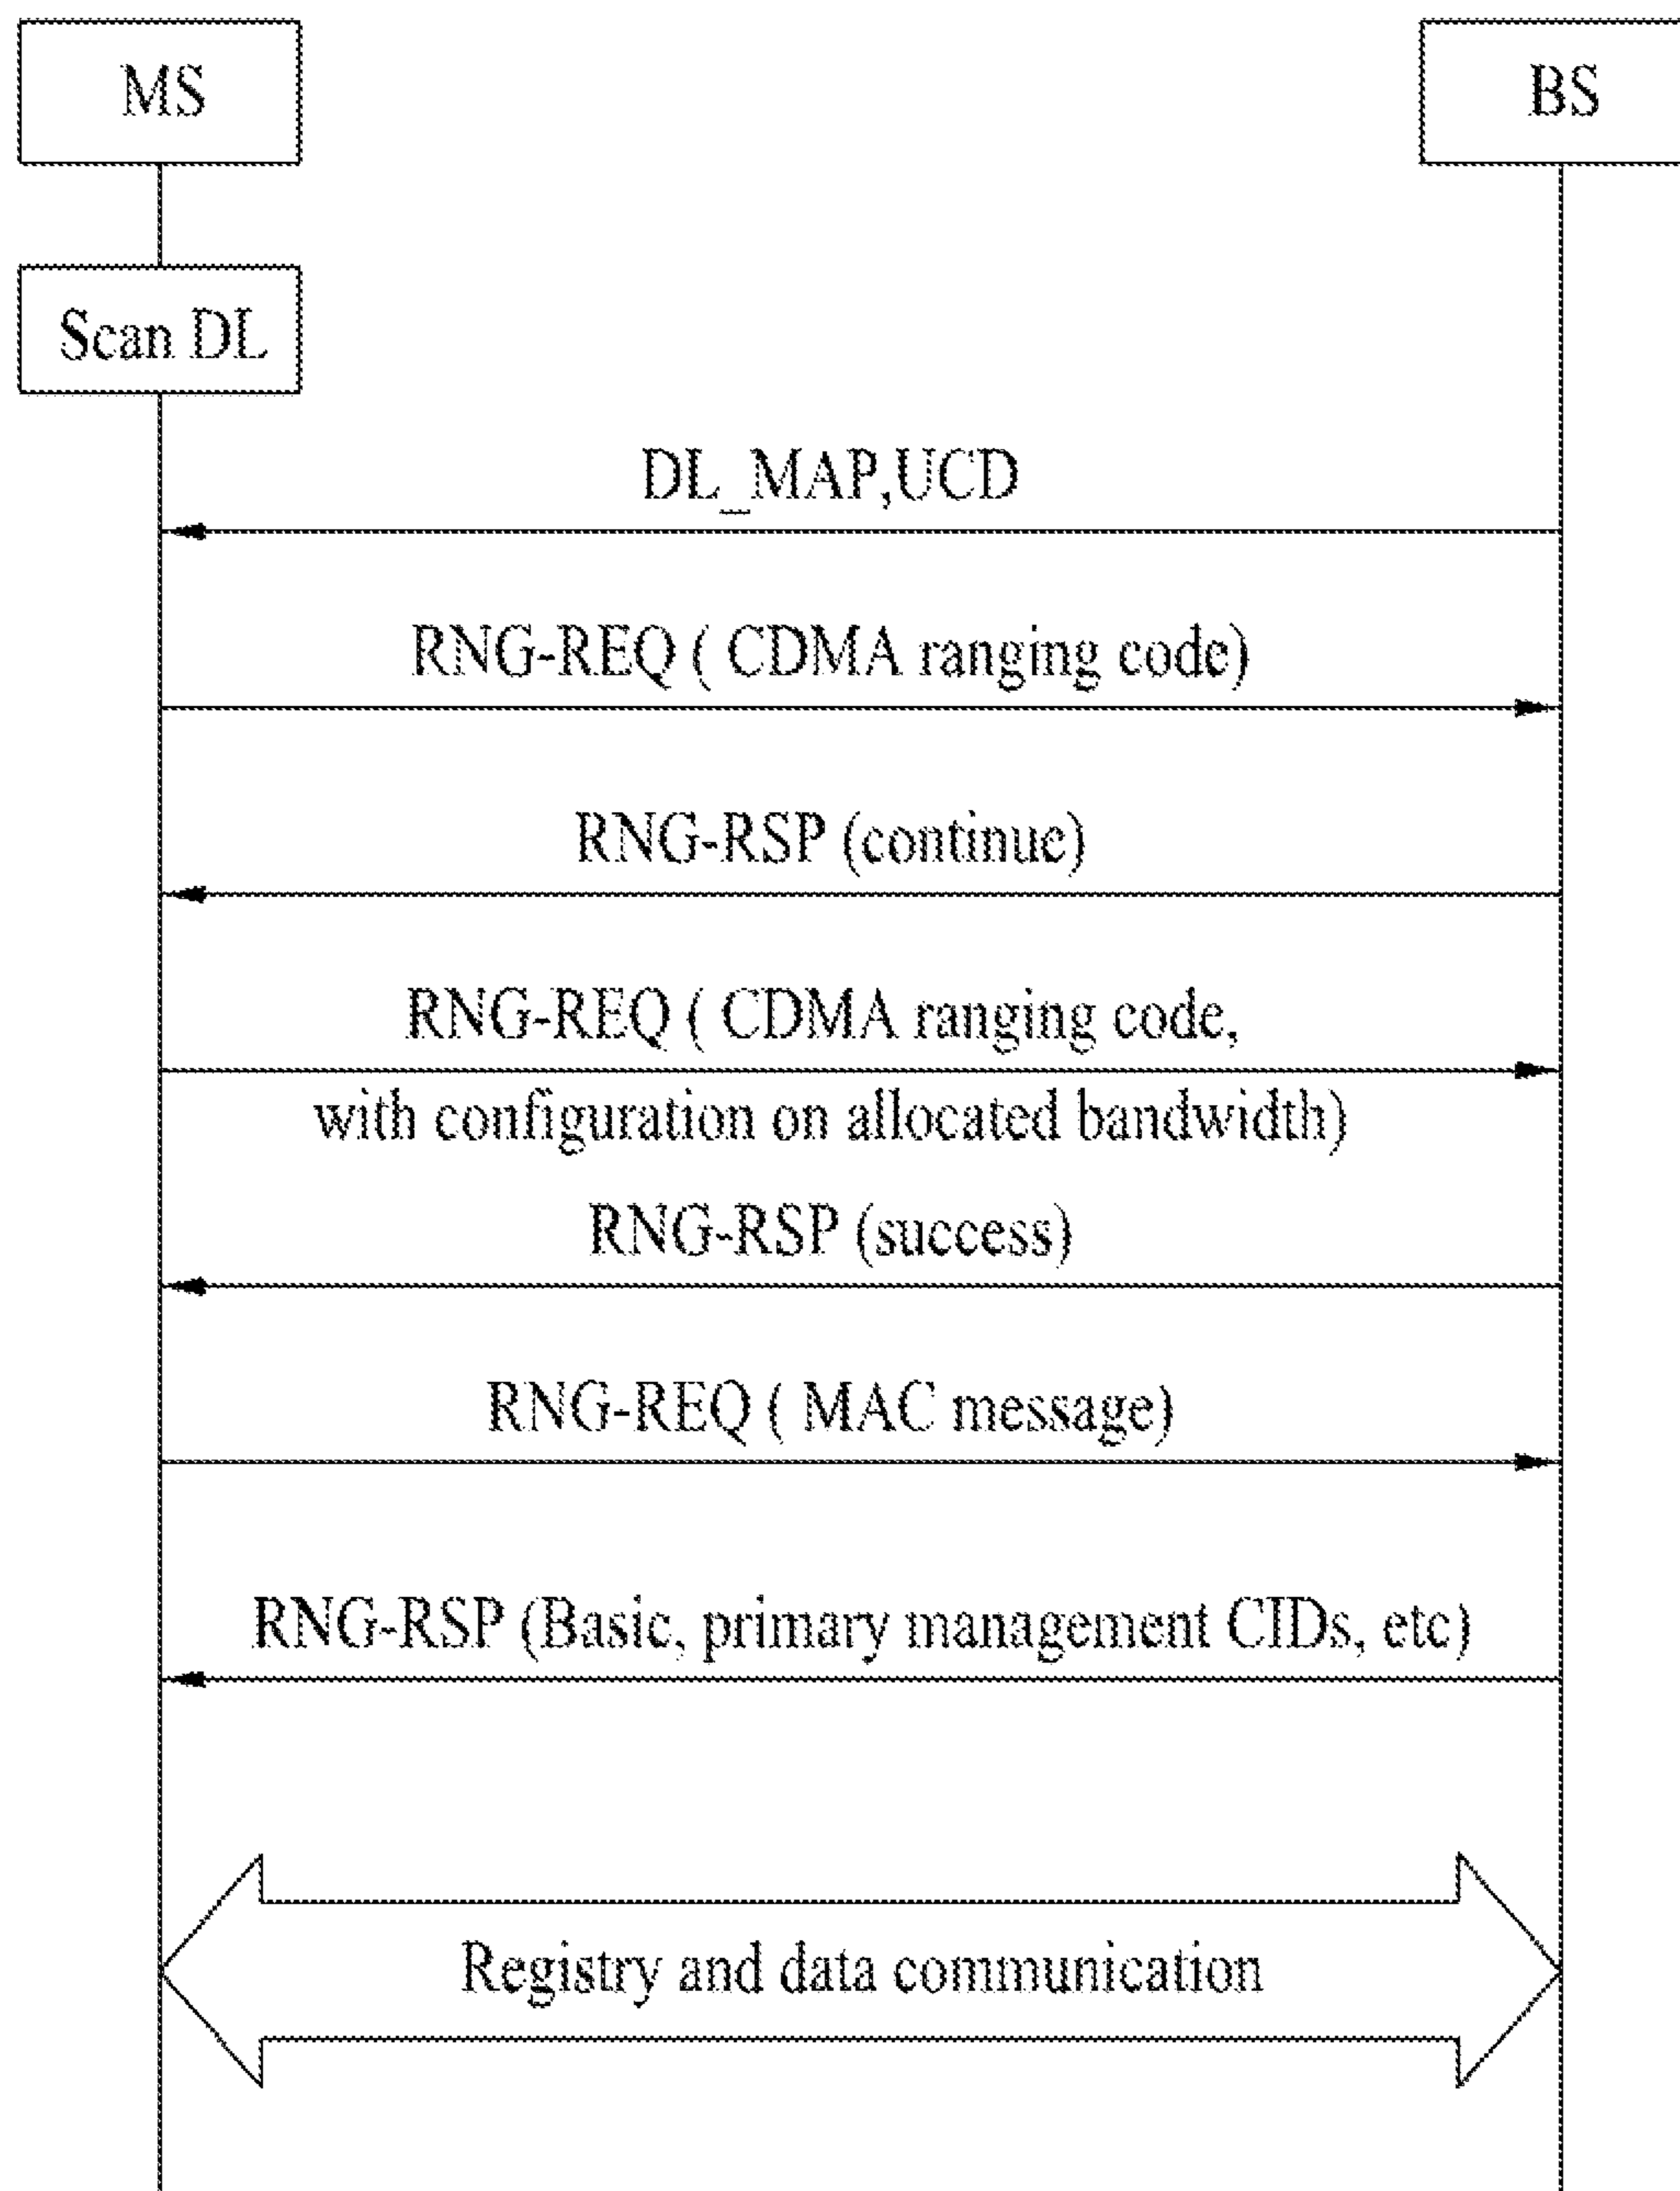 MS
BS
Scan DL
DL_MAP,UCD
RNG-REQ ( CDMA ranging code)
RNG-RSP (continue)
RNG-REQ ( CDMA ranging code,
with configuration on allocated bandwidth)
RNG-RSP (success)
RNG-REQ ( MAC message)
RNG-RSP (Basic, primary management CIDs, etc)
Registry and data communication